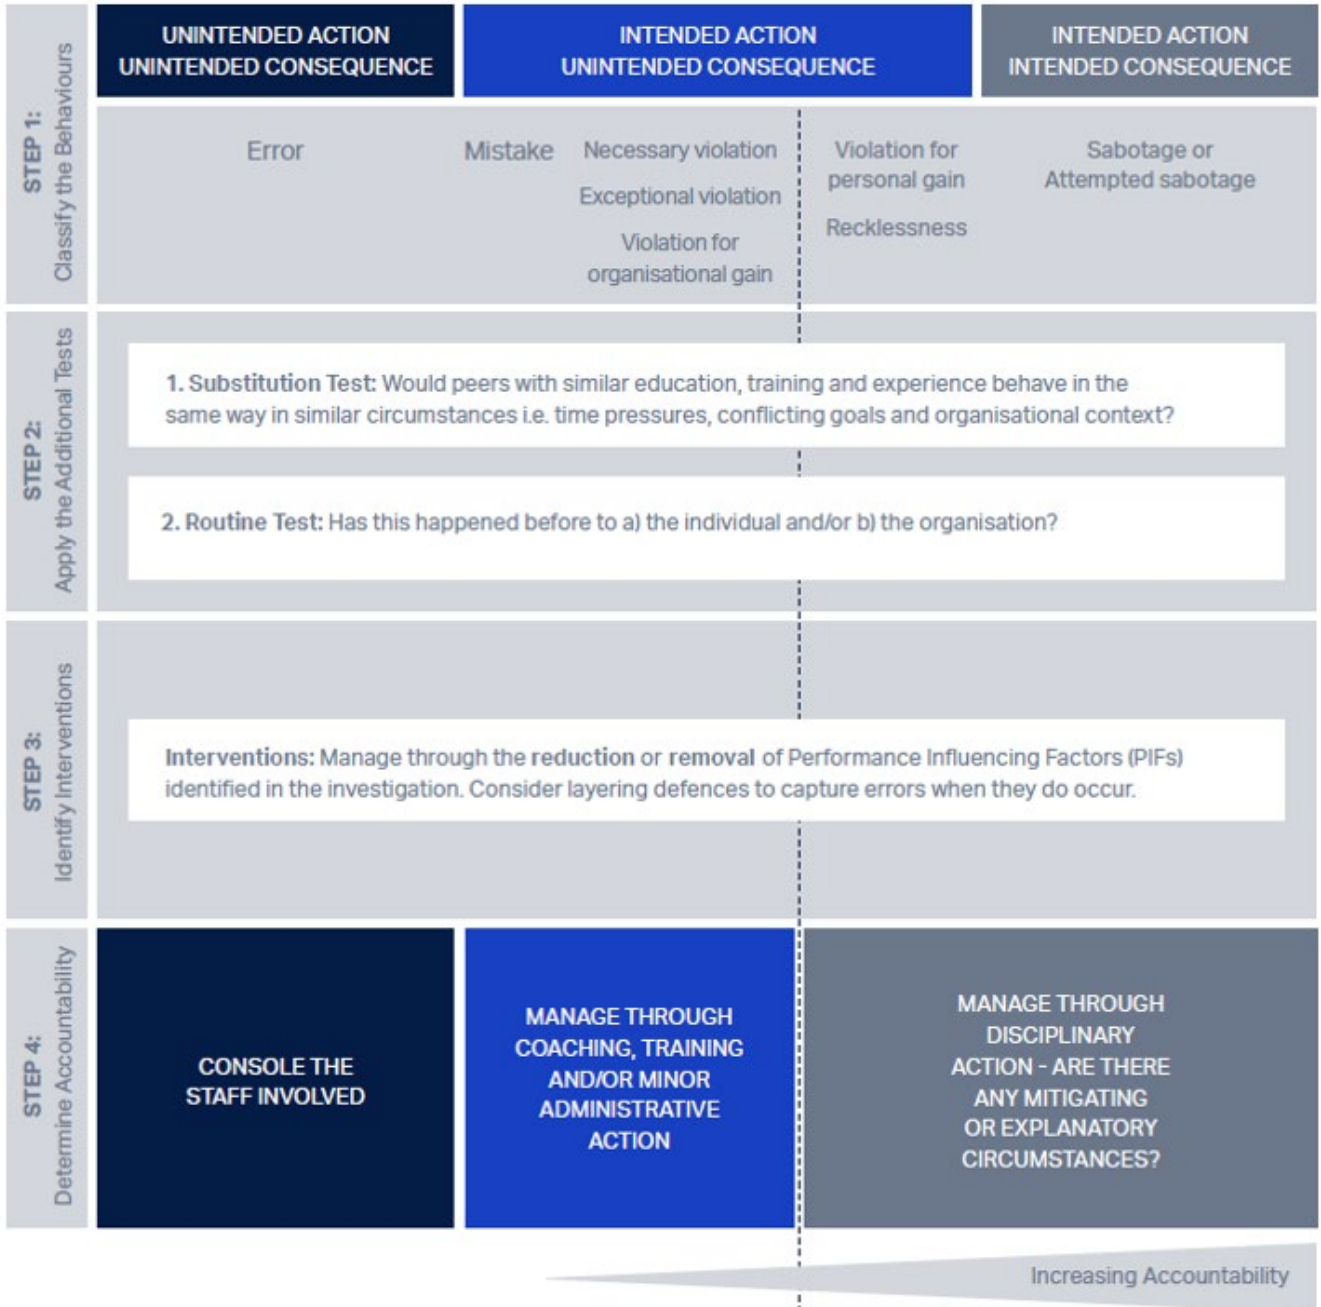 UNINTENDED ACTION
UNINTENDED CONSEQUENCE
INTENDED ACTION
UNINTENDED CONSEQUENCE
INTENDED ACTION
INTENDED CONSEQUENCE
STEP 1:
Classify the Behaviours
Error
Mistake
Necessary violation
Exceptional violation
Violation for
organisational gain
Violation for
personal gain
Recklessness
Sabotage or
Attempted sabotage
STEP 2:
Apply the Additional Tests
1. Substitution Test: Would peers with similar education, training and experience behave in the
same way in similar circumstances i.e. time pressures, conflicting goals and organisational context?
2. Routine Test: Has this happened before to a) the individual and/or b) the organisation?
STEP 3:
Identify Interventions
Interventions: Manage through the reduction or removal of Performance Influencing Factors (PIFs)
identified in the investigation. Consider layering defences to capture errors when they do occur.
STEP 4:
Determine Accountability
CONSOLE THE
STAFF INVOLVED
MANAGE THROUGH
COACHING, TRAINING
AND/OR MINOR
ADMINISTRATIVE
ACTION
MANAGE THROUGH
DISCIPLINARY
ACTION - ARE THERE
ANY MITIGATING
OR EXPLANATORY
CIRCUMSTANCES?
Increasing Accountability